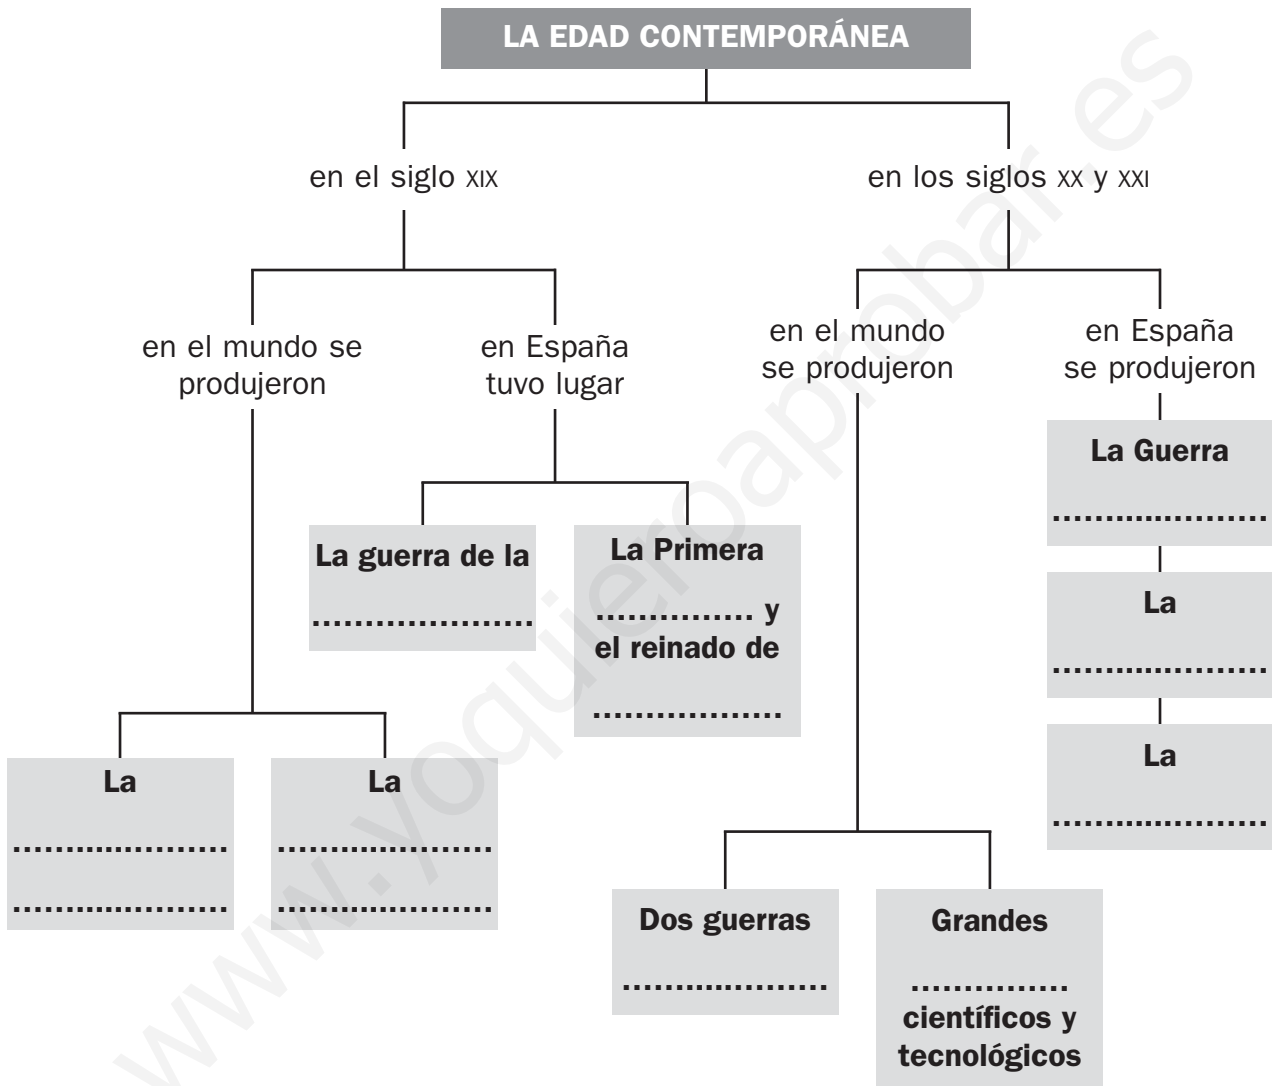 LA EDAD CONTEMPORÁNEA
en el siglo XIX
en los siglos XX y XXI
en el mundo se
produjeron
en España
tuvo lugar
en el mundo
se produjeron
en España
se produjeron
La guerra de la
.....................
La Primera
............... y
el reinado de
..................
La Guerra
.....................
La
.....................
La
.....................
La
.....................
.....................
La
.....................
.....................
Dos guerras
....................
Grandes
...............
científicos y
tecnológicos
www.yoquieroaprobar.es